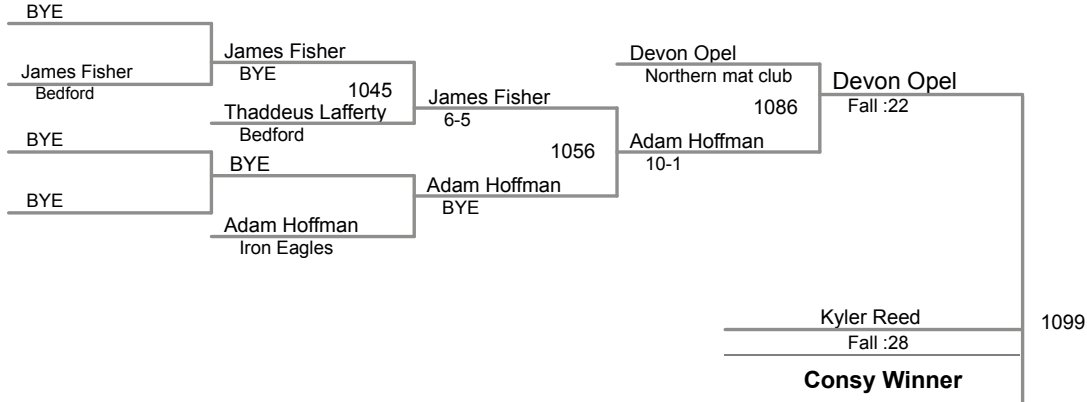 BYE
James Fisher
Bedford
BYE
BYE
James Fisher
BYE
1045
Thaddeus Lafferty
Bedford
BYE
Adam Hoffman
Iron Eagles
James Fisher
6-5
1056
Adam Hoffman
BYE
Devon Opel
Northern mat club
1086
Adam Hoffman
10-1
Devon Opel
Fall :22
Kyler Reed
Fall :28
1099
Consy Winner